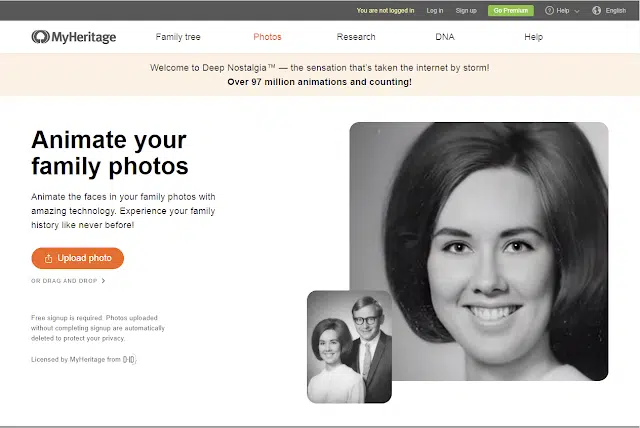 You are not logged in Log in Sign up Go Premium Help English
MyHeritage Family tree Photos Research DNA Help
Welcome to Deep Nostalgia™ — the sensation that's taken the internet by storm!
Over 97 million animations and counting!
Animate your
family photos
Animate the faces in your family photos with
amazing technology. Experience your family
history like never before!
Upload photo
OR DRAG AND DROP
Free signup is required. Photos uploaded
without completing signup are automatically
deleted to protect your privacy.
Licensed by MyHeritage from